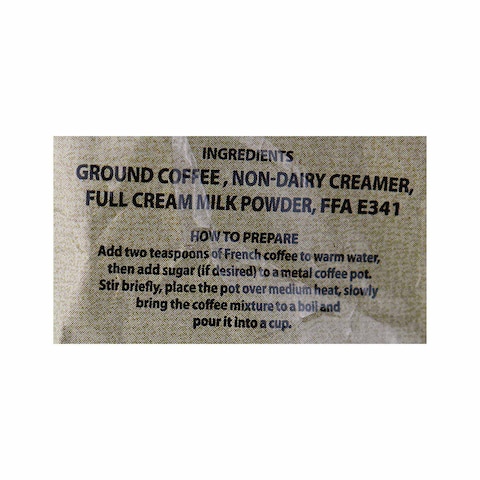 INGREDIENTS
GROUND COFFEE, NON-DAIRY CREAMER,
FULL CREAM MILK POWDER, FFA E341
HOW TO PREPARE
Add two teaspoons of French coffee to warm water,
then add sugar (if desired) to a metal coffee pot.
Stir briefly, place the pot over medium heat, slowly
bring the coffee mixture to a boil and
pour it into a cup.